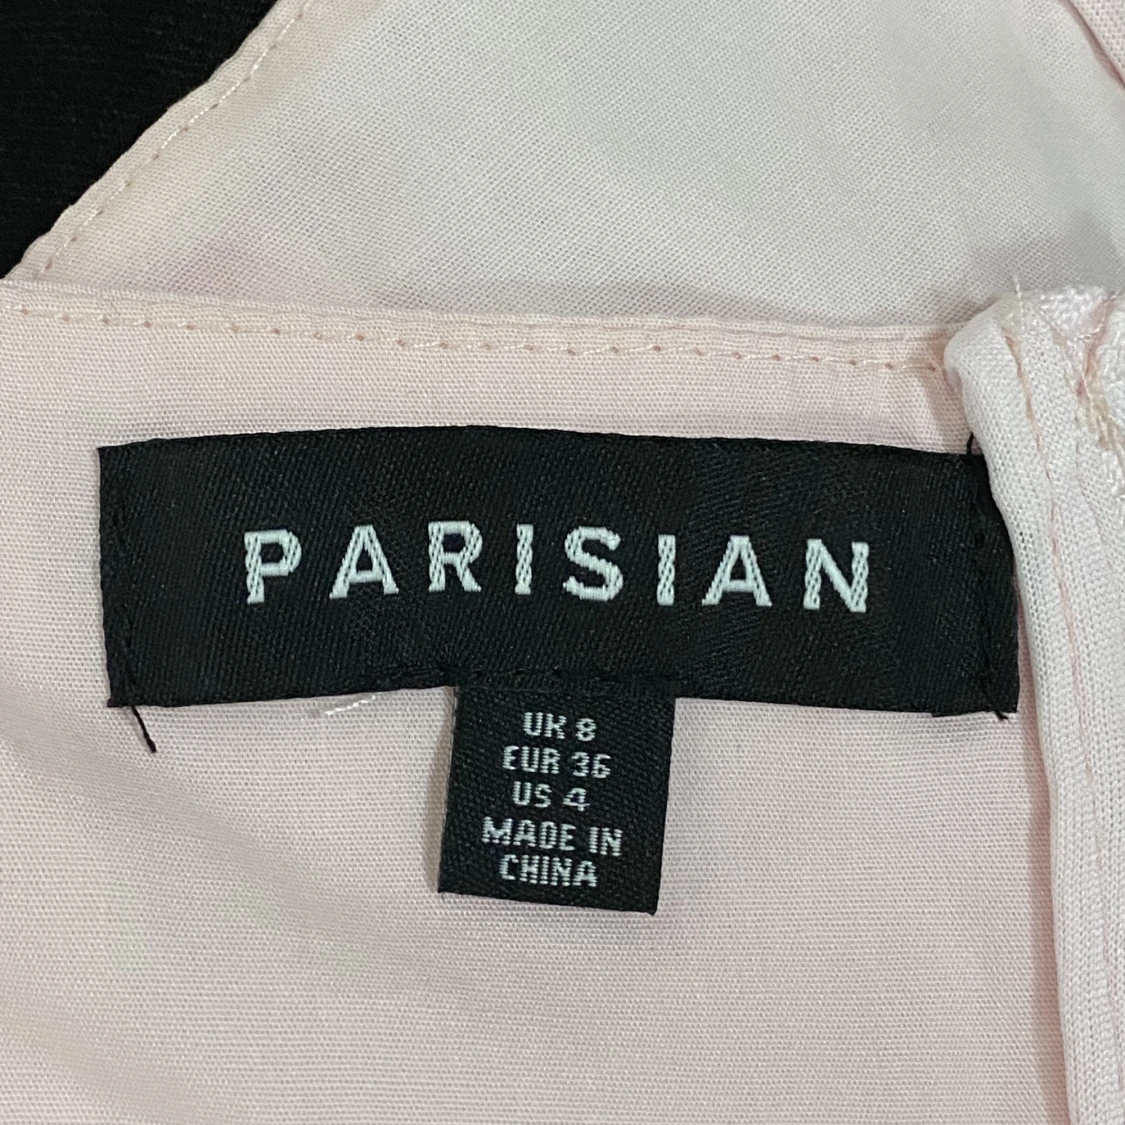 PARISIAN
UK 8
EUR 36
US 4
MADE IN
CHINA